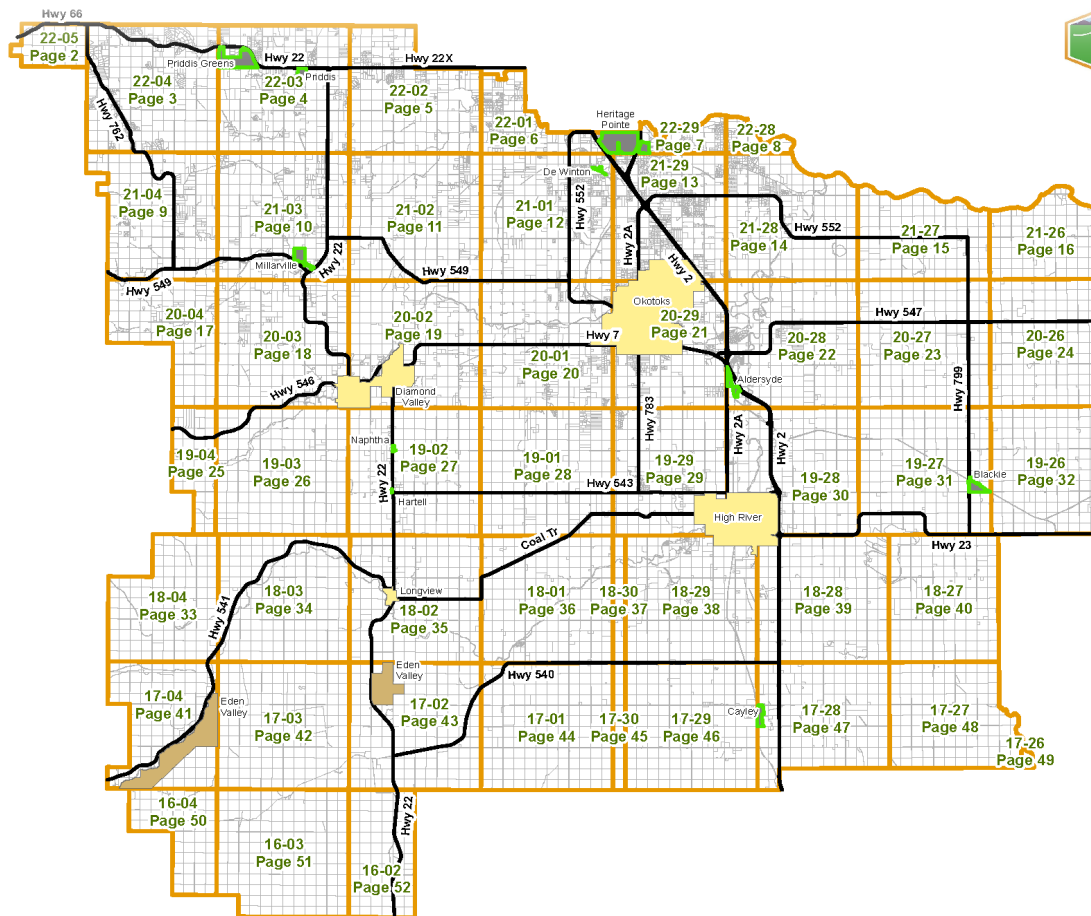 Hwy 66
22-05
Page 2
Priddis Greens
Hwy 22
Hwy 22X
22-04
Page 3
22-03
Page 4
Priddis
22-02
Page 5
22-01
Page 6
Heritage
Pointe
22-29
Page 7
22-28
Page 8
Hwy 762
De Winton
21-29
Page 13
21-04
Page 9
21-03
Page 10
21-02
Page 11
21-01
Page 12
Hwy 552
Hwy 2A
21-28
Page 14
Hwy 552
21-27
Page 15
21-26
Page 16
Millarville
Hwy 22
Hwy 549
Hwy 549
Hwy 2
Okotoks
20-04
Page 17
20-03
Page 18
20-02
Page 19
20-29
Page 21
Hwy 7
Hwy 547
20-01
Page 20
20-28
Page 22
20-27
Page 23
20-26
Page 24
Hwy 546
Diamond
Valley
Aldersyde
Hwy 799
Hwy 783
Hwy 2A
Hwy 2
Naphtha
19-04
Page 25
19-03
Page 26
19-02
Page 27
19-01
Page 28
19-29
Page 29
19-28
Page 30
19-27
Page 31
Blackie
19-26
Page 32
Hwy 22
Hwy 543
Hartell
High River
Coal Tr
Hwy 23
18-04
Page 33
Hwy 541
18-03
Page 34
Longview
18-02
Page 35
18-01
Page 36
18-30
Page 37
18-29
Page 38
18-28
Page 39
18-27
Page 40
Eden
Valley
Hwy 540
17-04
Page 41
Eden
Valley
17-03
Page 42
17-02
Page 43
17-01
Page 44
17-30
Page 45
17-29
Page 46
Cayley
17-28
Page 47
17-27
Page 48
17-26
Page 49
16-04
Page 50
Hwy 22
16-03
Page 51
16-02
Page 52